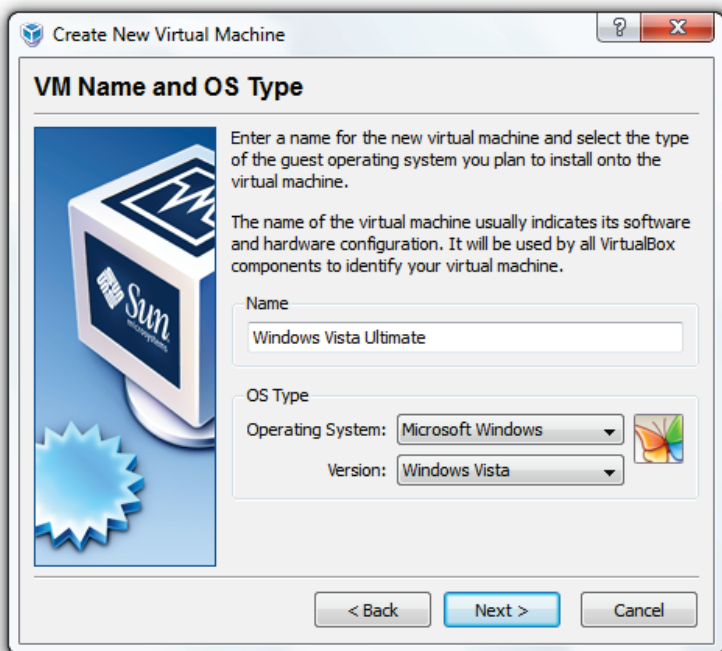 Create New Virtual Machine
VM Name and OS Type
Enter a name for the new virtual machine and select the type
of the guest operating system you plan to install onto the
virtual machine.
The name of the virtual machine usually indicates its software
and hardware configuration. It will be used by all VirtualBox
components to identify your virtual machine.
Sun
microsystems
Name
Windows Vista Ultimate
OS Type
Operating System: Microsoft Windows
Version: Windows Vista
< Back Next > Cancel